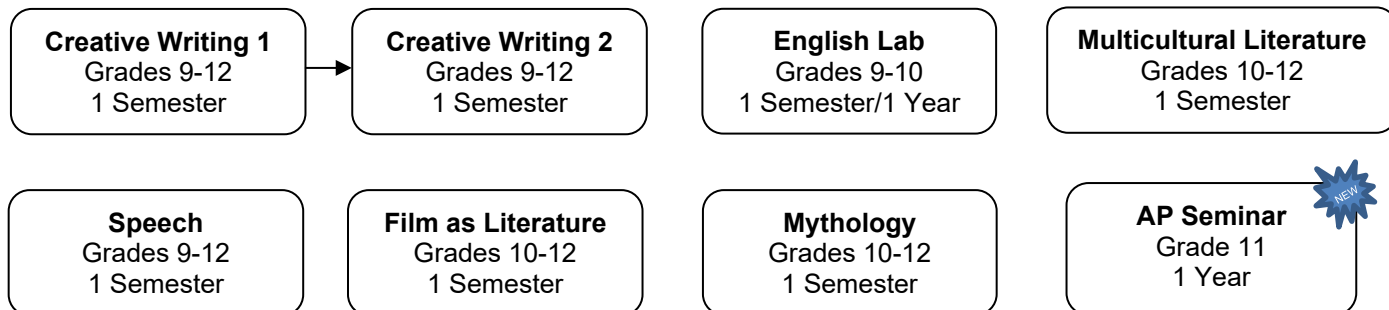 Creative Writing 1
Grades 9-12
1 Semester
Creative Writing 2
Grades 9-12
1 Semester
English Lab
Grades 9-10
1 Semester/1 Year
Multicultural Literature
Grades 10-12
1 Semester
Speech
Grades 9-12
1 Semester
Film as Literature
Grades 10-12
1 Semester
Mythology
Grades 10-12
1 Semester
NEW
AP Seminar
Grade 11
1 Year